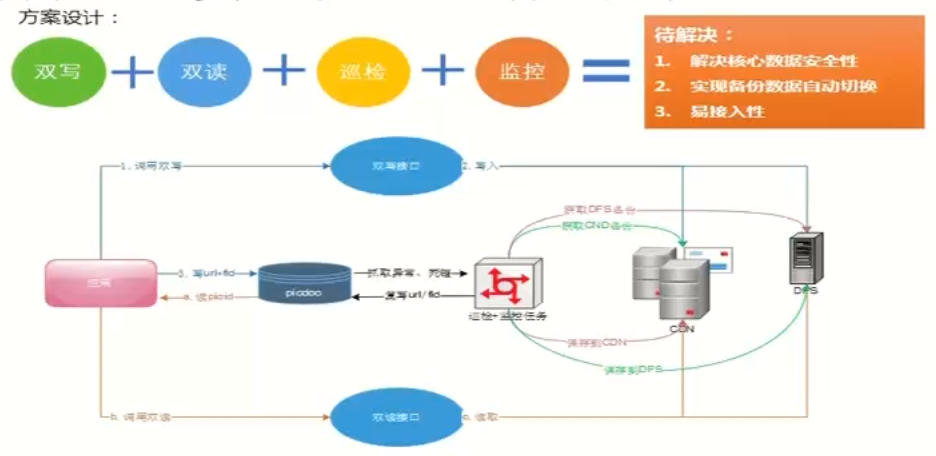 方案设计：
双写
双读
巡检
监控
待解决：
1. 解决核心数据安全性
2. 实现备份数据自动切换
3. 易接入性
1. 调用双写
双写接口
2. 写入
获取DFS备份
获取CND备份
应用
3. 写url+fid
a. 读picid
picdoo
抓取异常、死链
复写url/fid
巡检+监控任务
CDN
DFS
保存到CDN
保存到DFS
b. 调用双读
双读接口
c. 读取